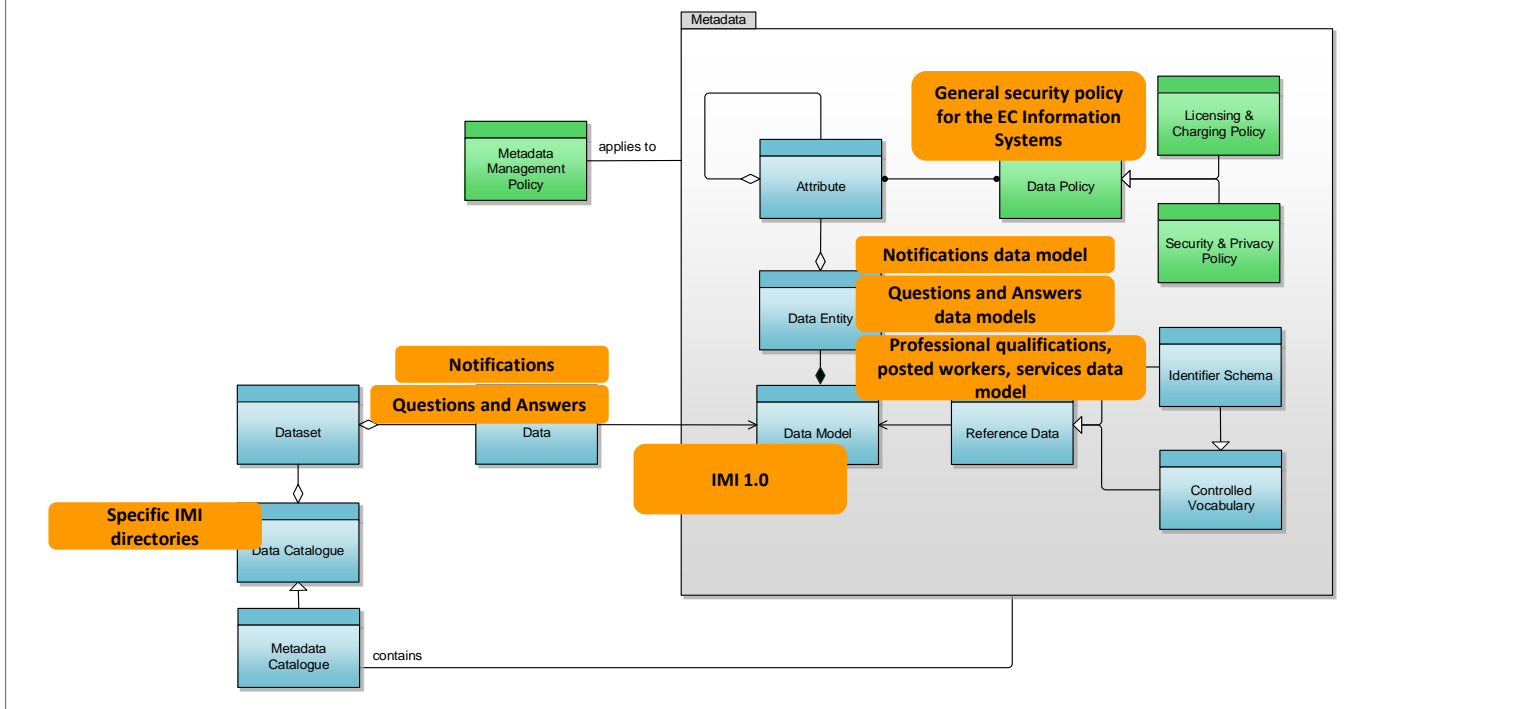 Metadata
General security policy
for the EC Information
Systems
Licensing &
Charging Policy
Metadata
Management
Policy
applies to
Attribute
Data Policy
Security & Privacy
Policy
Notifications data model
Questions and Answers
data models
Data Entity
Professional qualifications,
posted workers, services data
model
Identifier Schema
Notifications
Questions and Answers
Dataset
Data
Data Model
Reference Data
IMI 1.0
Controlled
Vocabulary
Specific IMI
directories
Data Catalogue
Metadata
Catalogue
contains